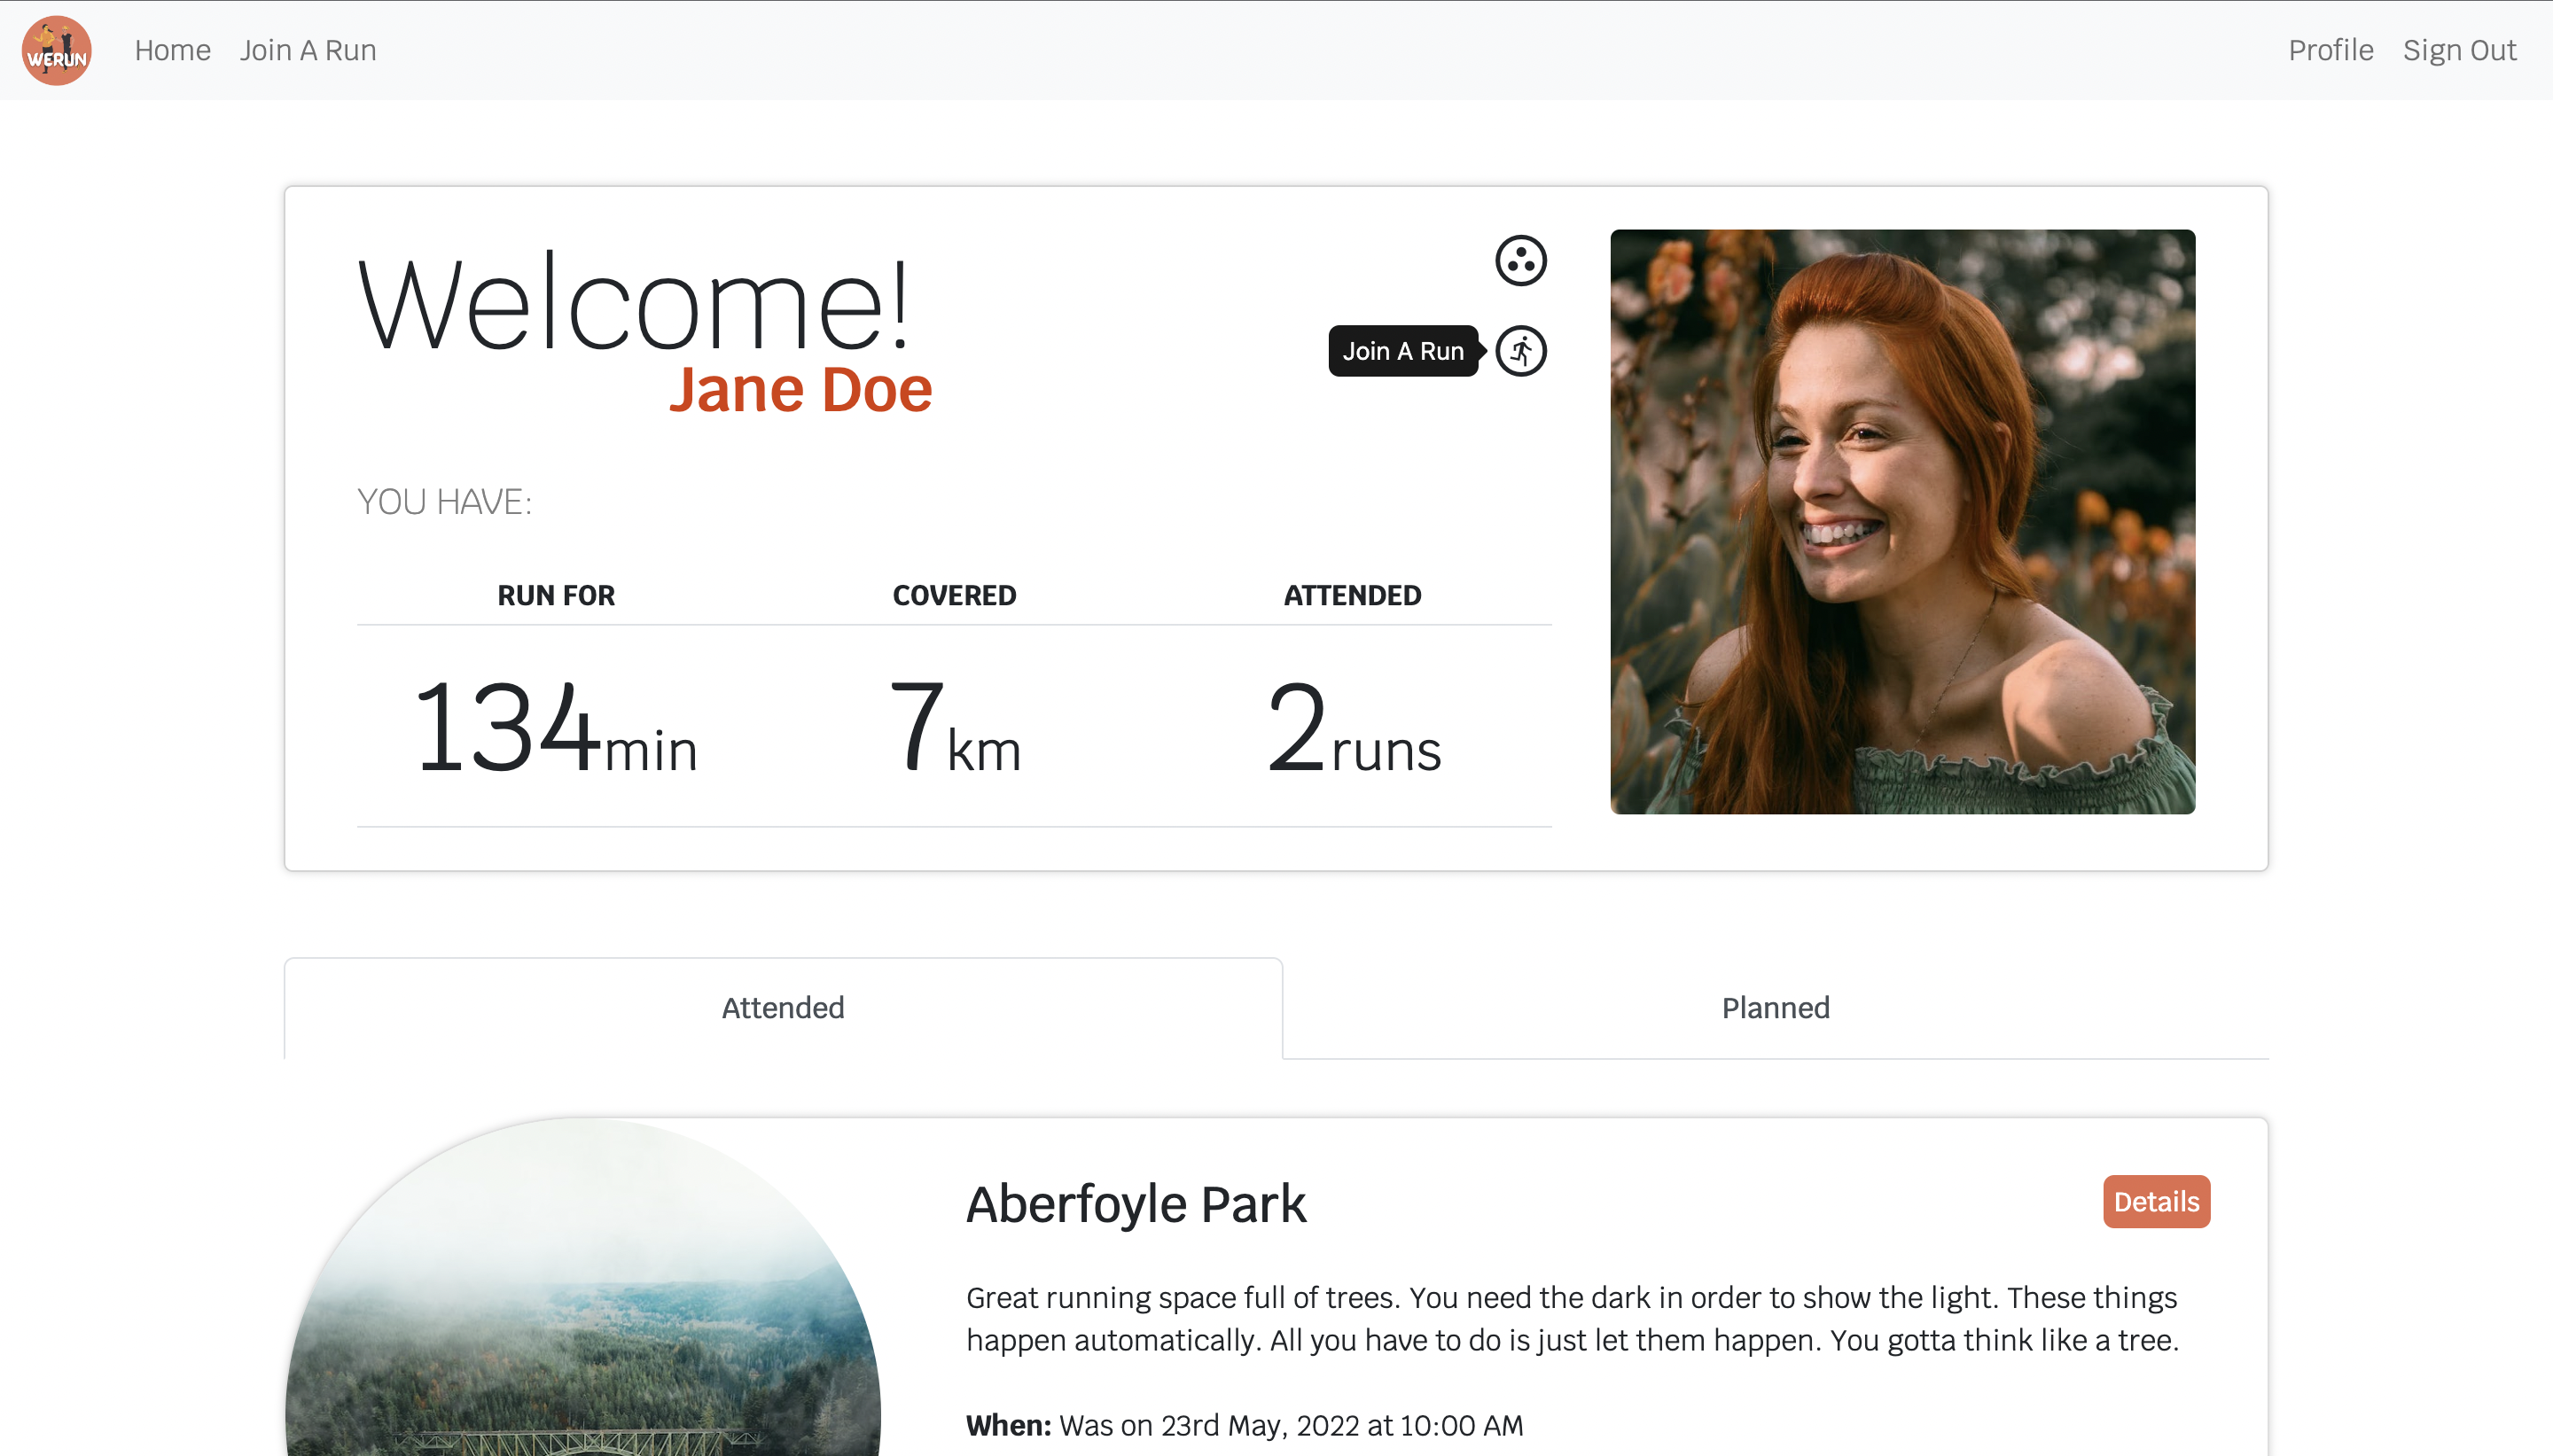 WERUN
Home Join A Run Profile Sign Out
Welcome!
Jane Doe
Join A Run
YOU HAVE:
RUN FOR COVERED ATTENDED
134min 7km 2runs
Attended Planned
Aberfoyle Park
Details
Great running space full of trees. You need the dark in order to show the light. These things
happen automatically. All you have to do is just let them happen. You gotta think like a tree.
When: Was on 23rd May, 2022 at 10:00 AM